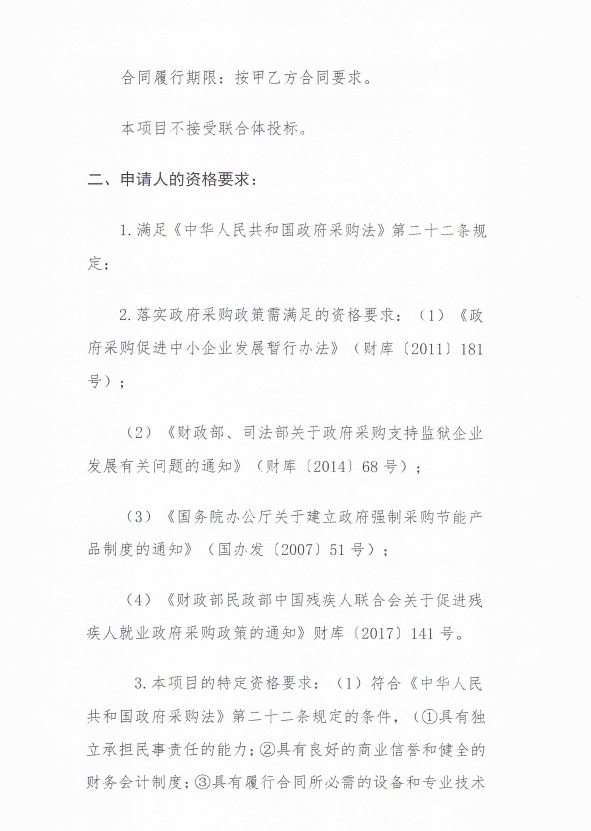 合同履行期限：按甲乙方合同要求。
本项目不接受联合体投标。
二、申请人的资格要求：
1.满足《中华人民共和国政府采购法》第二十二条规
定；
2.落实政府采购政策需满足的资格要求：（1）《政
府采购促进中小企业发展暂行办法》（财库〔2011〕181
号）；
（2）《财政部、司法部关于政府采购支持监狱企业
发展有关问题的通知》（财库〔2014〕68 号）；
（3）《国务院办公厅关于建立政府强制采购节能产
品制度的通知》（国办发〔2007〕51 号）；
（4）《财政部民政部中国残疾人联合会关于促进残
疾人就业政府采购政策的通知》财库〔2017〕141 号。
3.本项目的特定资格要求：（1）符合《中华人民
共和国政府采购法》第二十二条规定的条件，（①具有独
立承担民事责任的能力；②具有良好的商业信誉和健全的
财务会计制度；③具有履行合同所必需的设备和专业技术